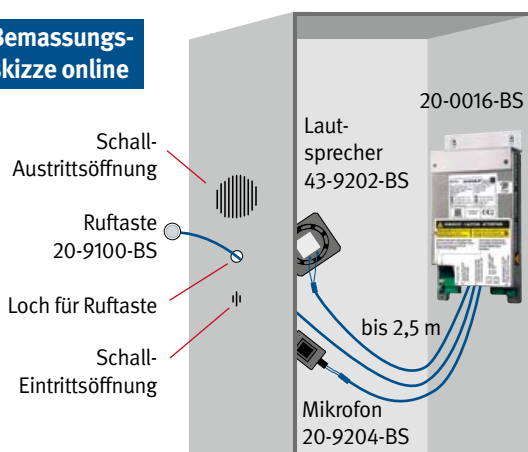 Bemassungs-
skizze online
20-0016-BS
Laut-
sprecher
43-9202-BS
Schall-
Austrittsöffnung
Ruftaste
20-9100-BS
Loch für Ruftaste
bis 2,5 m
Schall-
Eintrittsöffnung
Mikrofon
20-9204-BS